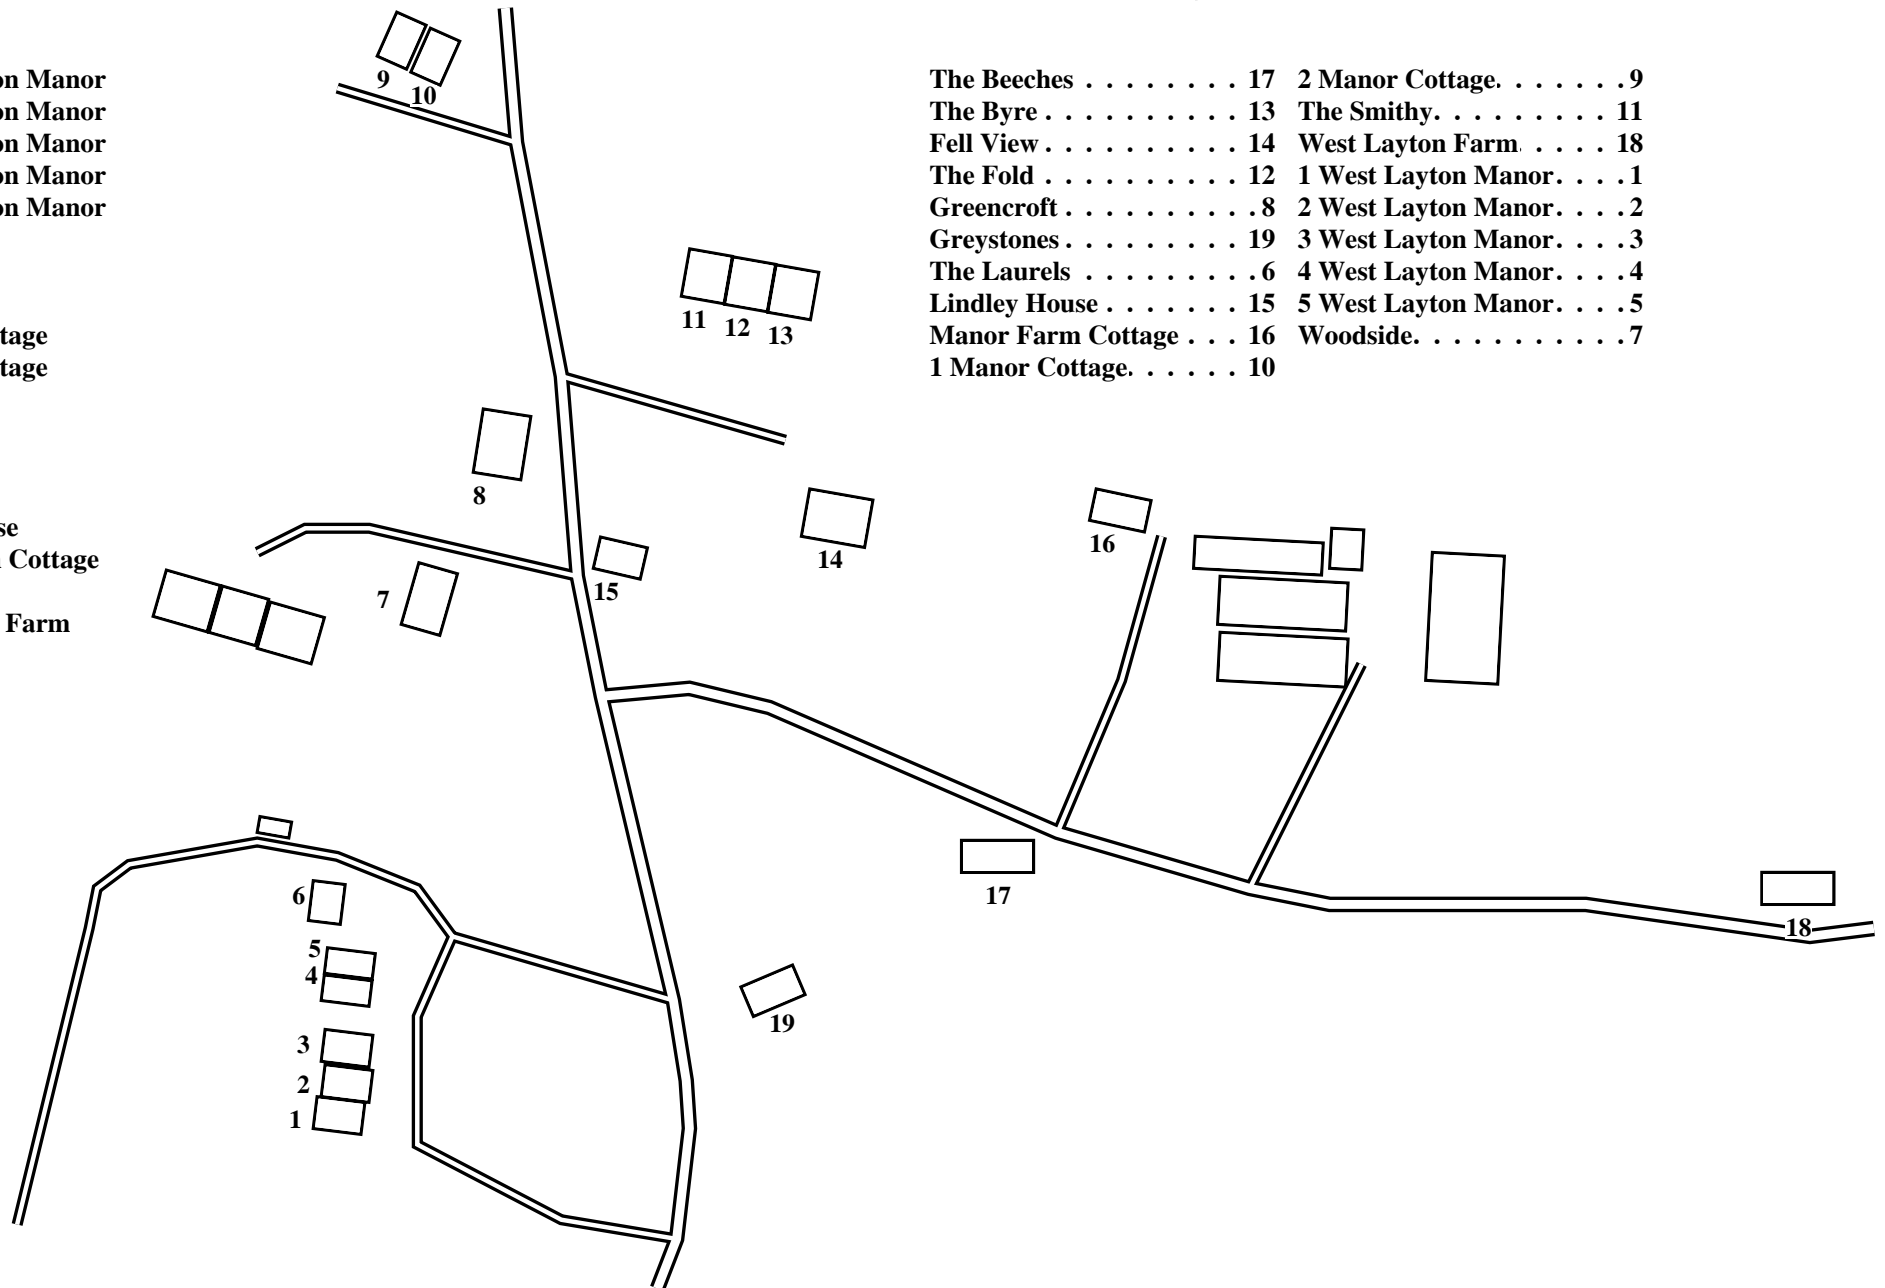 on Manor
on Manor
on Manor
on Manor
on Manor
tage
tage
se
Cottage
Farm
The Beeches . . . . . . . . 17
The Byre . . . . . . . . . . 13
Fell View . . . . . . . . . . 14
The Fold . . . . . . . . . . 12
Greencroft . . . . . . . . . . 8
Greystones . . . . . . . . . 19
The Laurels . . . . . . . . . 6
Lindley House . . . . . . . 15
Manor Farm Cottage . . . 16
1 Manor Cottage. . . . . . 10
2 Manor Cottage. . . . . . . 9
The Smithy. . . . . . . . . 11
West Layton Farm. . . . . 18
1 West Layton Manor. . . . 1
2 West Layton Manor. . . . 2
3 West Layton Manor. . . . 3
4 West Layton Manor. . . . 4
5 West Layton Manor. . . . 5
Woodside. . . . . . . . . . . 7
9
10
11
12
13
8
14
16
15
7
6
17
18
5
4
19
3
2
1